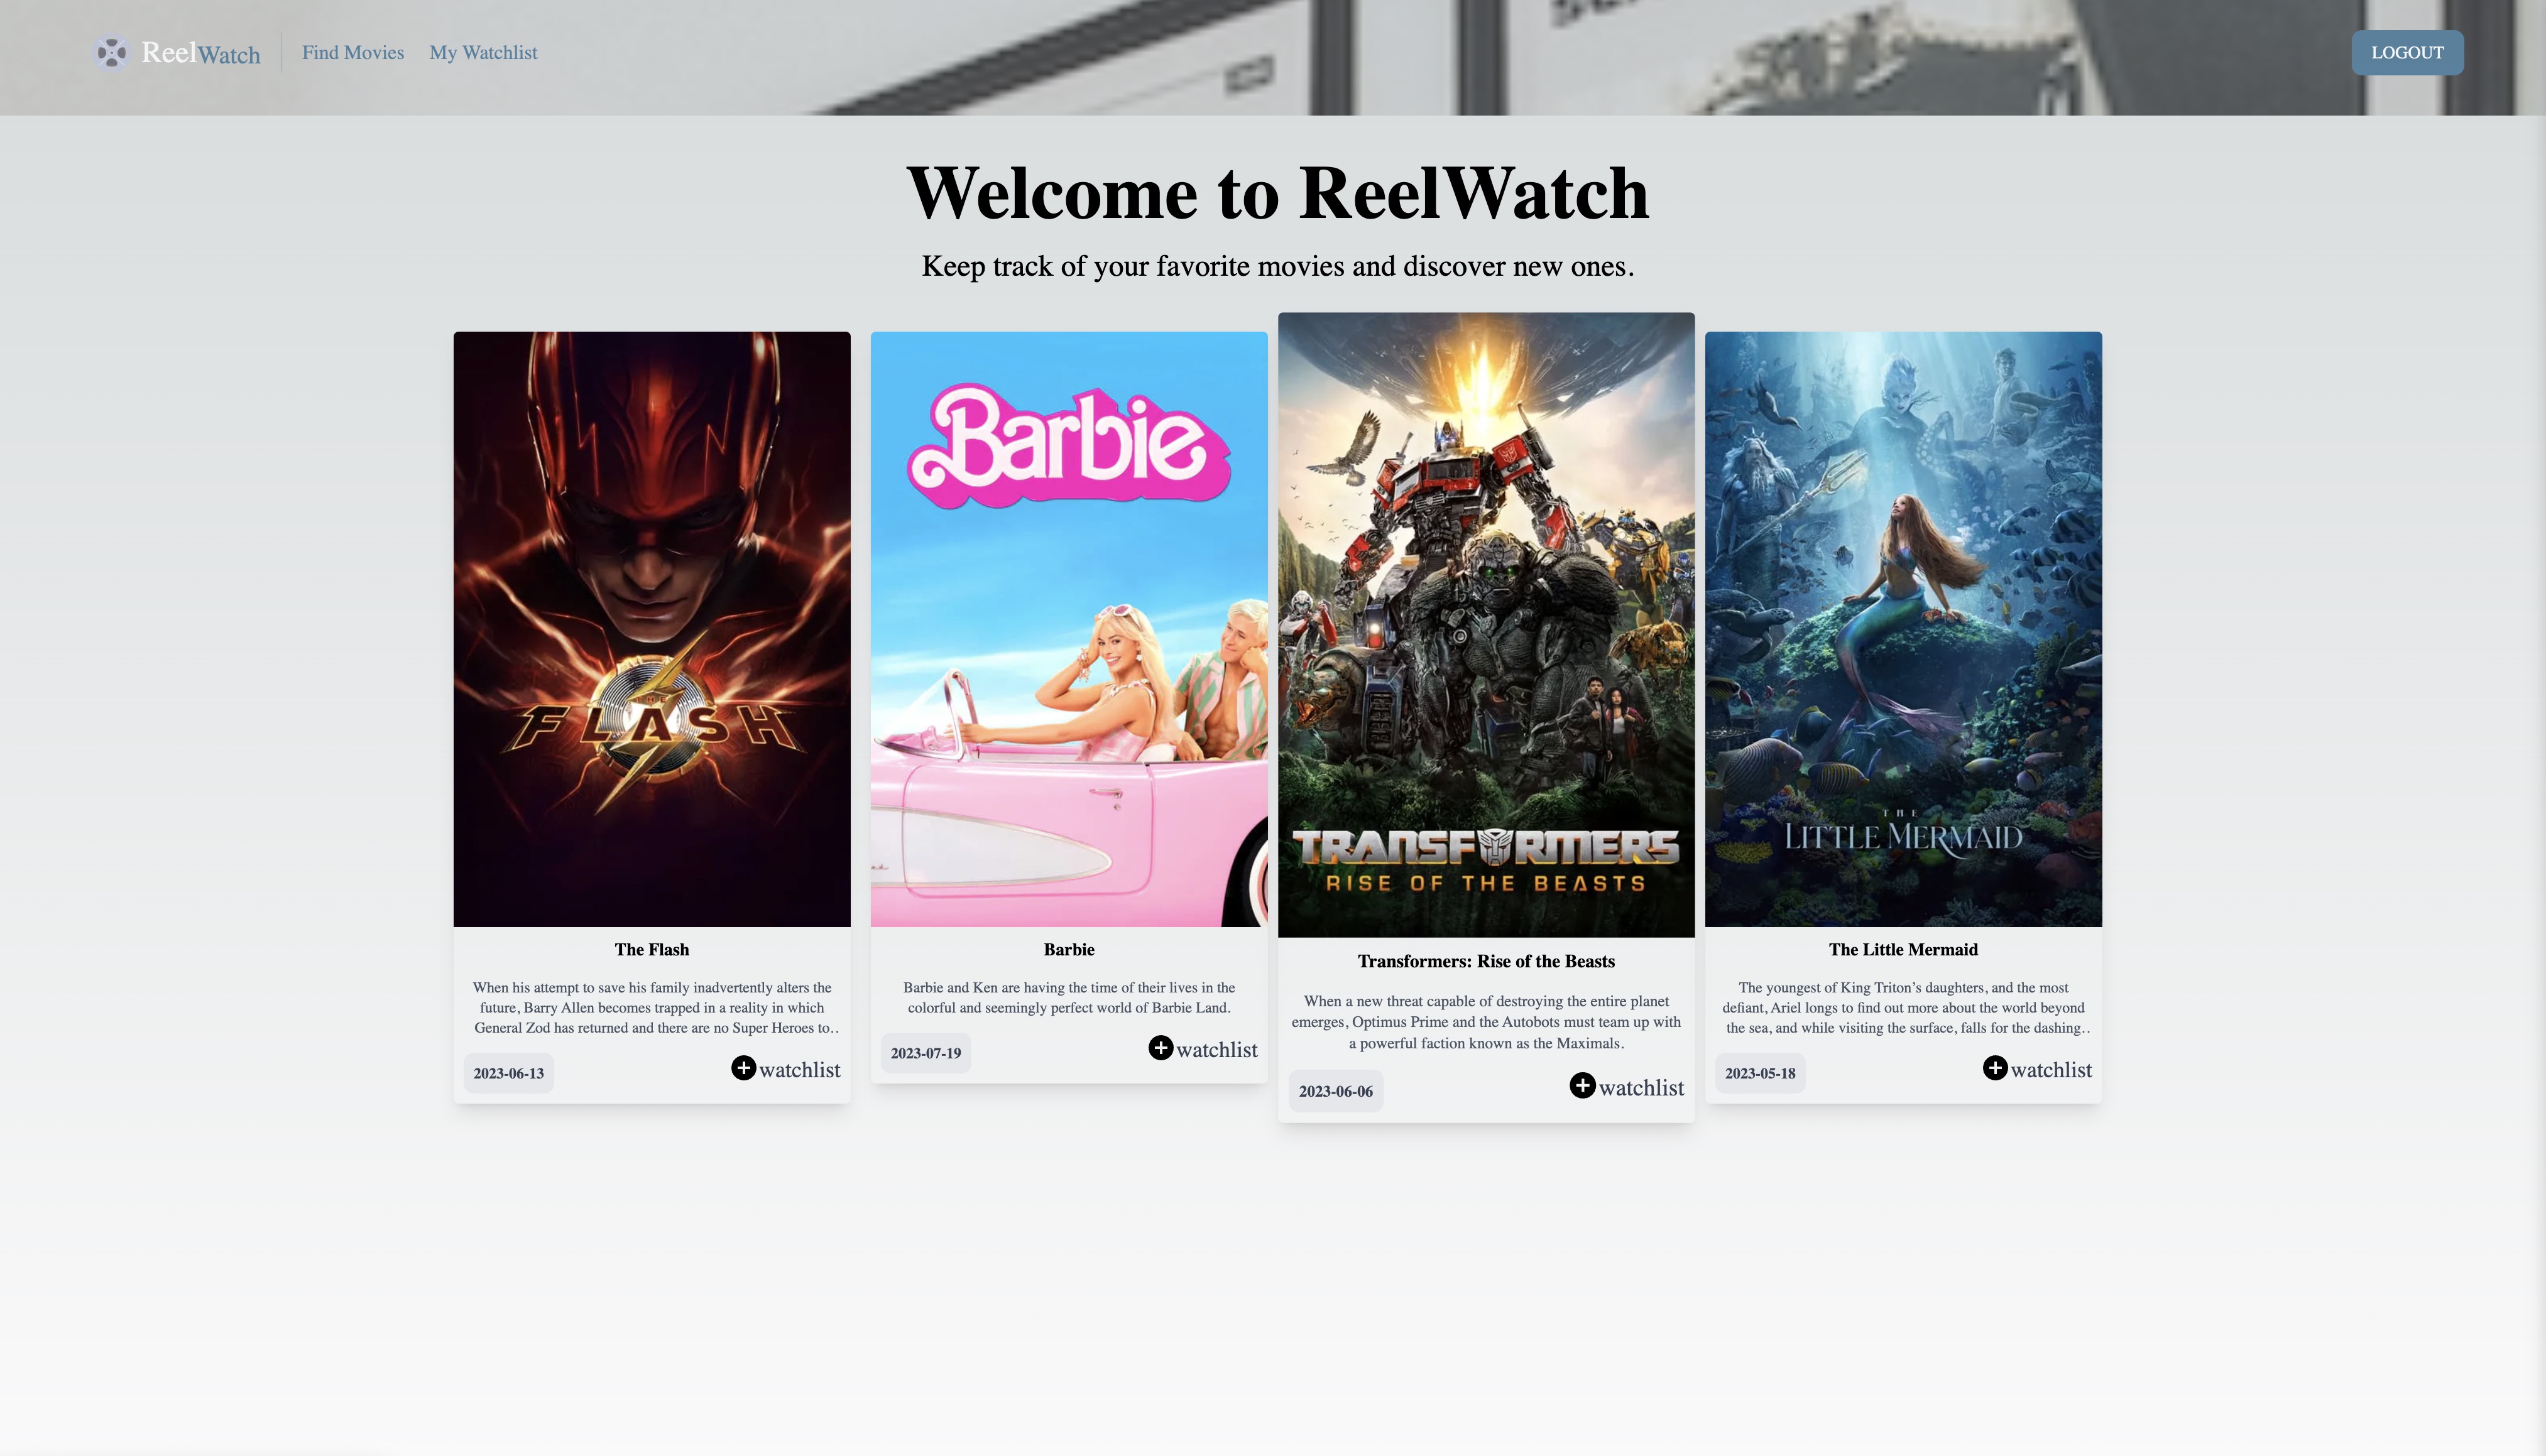 ReelWatch
Find Movies
My Watchlist
LOGOUT
Welcome to ReelWatch
Keep track of your favorite movies and discover new ones.
THE
FLASH
Barbie
TRANSFORMERS
RISE OF THE BEASTS
THE
LITTLE MERMAID
The Flash
When his attempt to save his family inadvertently alters the
future, Barry Allen becomes trapped in a reality in which
General Zod has returned and there are no Super Heroes to..
2023-06-13
watchlist
Barbie
Barbie and Ken are having the time of their lives in the
colorful and seemingly perfect world of Barbie Land.
2023-07-19
watchlist
Transformers: Rise of the Beasts
When a new threat capable of destroying the entire planet
emerges, Optimus Prime and the Autobots must team up with
a powerful faction known as the Maximals.
2023-06-06
watchlist
The Little Mermaid
The youngest of King Triton’s daughters, and the most
defiant, Ariel longs to find out more about the world beyond
the sea, and while visiting the surface, falls for the dashing..
2023-05-18
watchlist